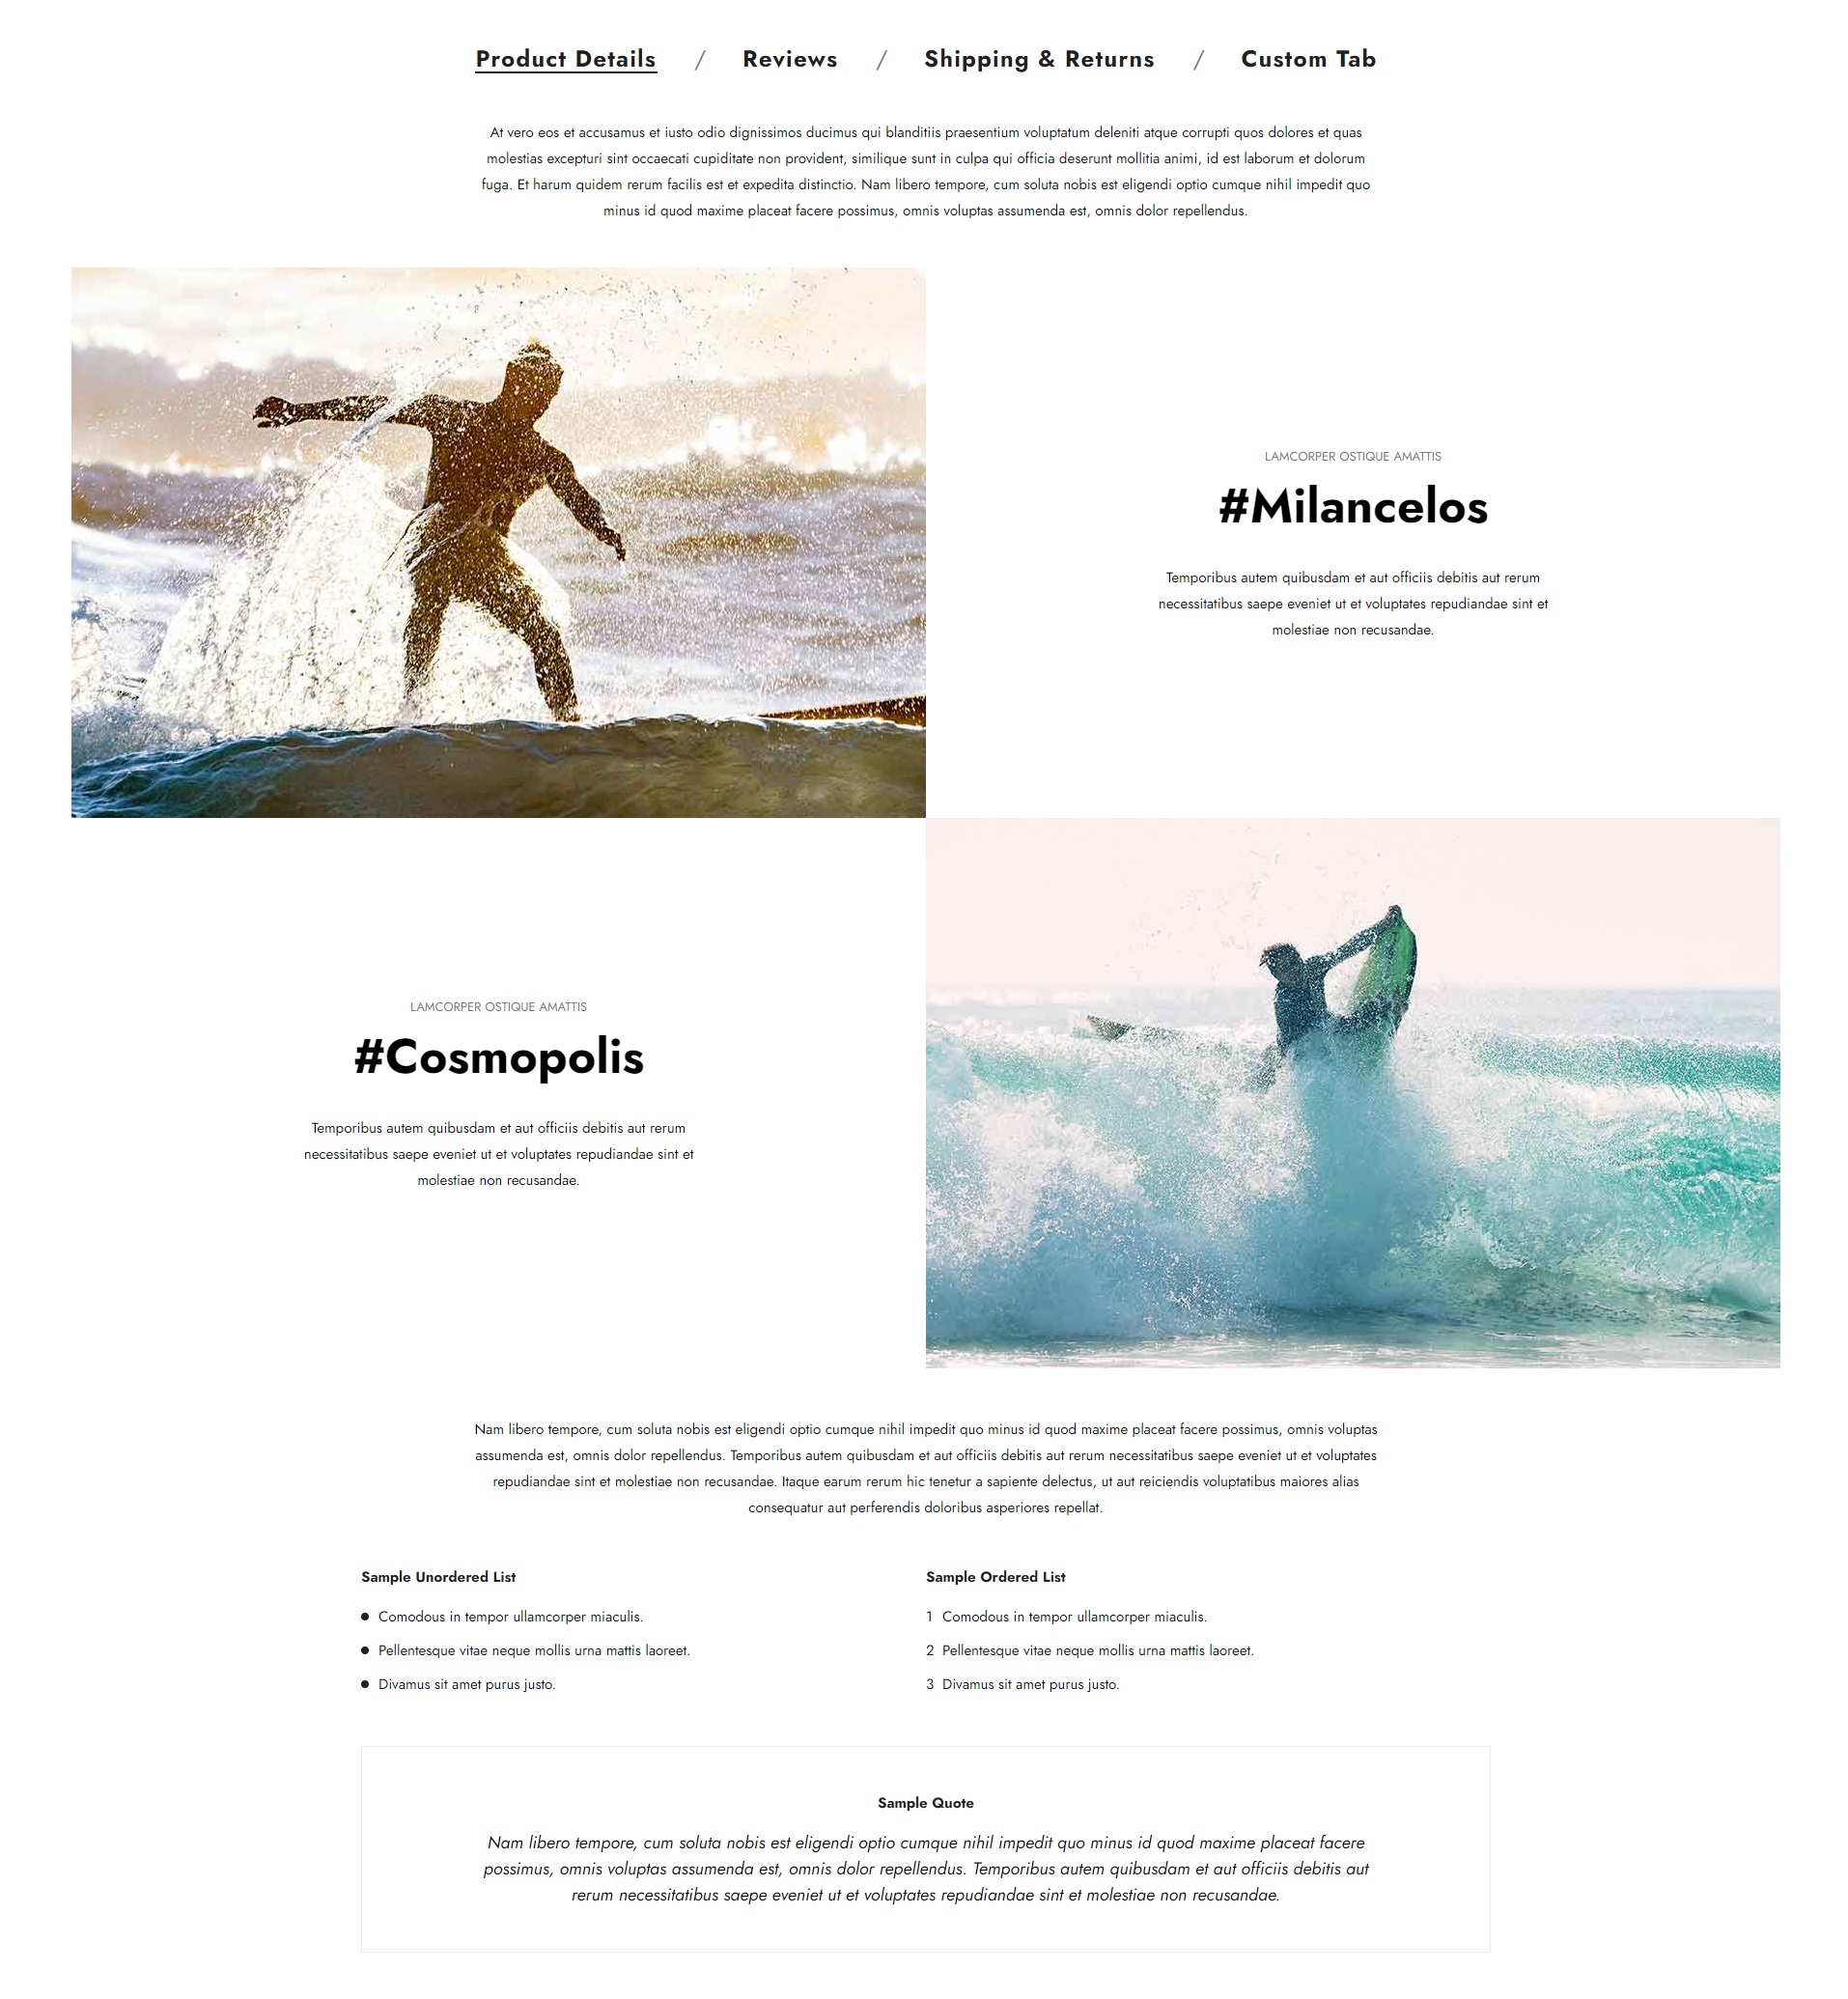 Product Details / Reviews / Shipping & Returns / Custom Tab
At vero eos et accusamus et iusto odio dignissimos ducimus qui blanditiis praesentium voluptatum deleniti atque corrupti quos dolores et quas
molestias excepturi sint occaecati cupiditate non provident, similique sunt in culpa qui officia deserunt mollitia animi, id est laborum et dolorum
fuga. Et harum quidem rerum facilis est et expedita distinctio. Nam libero tempore, cum soluta nobis est eligendi optio cumque nihil impedit quo
minus id quod maxime placeat facere possimus, omnis voluptas assumenda est, omnis dolor repellendus.
LAMCORPER OSTIQUE AMATTIS
#Milancelos
Temporibus autem quibusdam et aut officiis debitis aut rerum
necessitatibus saepe eveniet ut et voluptates repudiandae sint et
molestiae non recusandae.
LAMCORPER OSTIQUE AMATTIS
#Cosmopolis
Temporibus autem quibusdam et aut officiis debitis aut rerum
necessitatibus saepe eveniet ut et voluptates repudiandae sint et
molestiae non recusandae.
Nam libero tempore, cum soluta nobis est eligendi optio cumque nihil impedit quo minus id quod maxime placeat facere possimus, omnis voluptas
assumenda est, omnis dolor repellendus. Temporibus autem quibusdam et aut officiis debitis aut rerum necessitatibus saepe eveniet ut et voluptates
repudiandae sint et molestiae non recusandae. Itaque earum rerum hic tenetur a sapiente delectus, ut aut reiciendis voluptatibus maiores alias
consequatur aut perferendis doloribus asperiores repellat.
Sample Unordered List
● Comodous in tempor ullamcorper miaculis.
● Pellentesque vitae neque mollis urna mattis laoreet.
● Divamus sit amet purus justo.
Sample Ordered List
1 Comodous in tempor ullamcorper miaculis.
2 Pellentesque vitae neque mollis urna mattis laoreet.
3 Divamus sit amet purus justo.
Sample Quote
Nam libero tempore, cum soluta nobis est eligendi optio cumque nihil impedit quo minus id quod maxime placeat facere
possimus, omnis voluptas assumenda est, omnis dolor repellendus. Temporibus autem quibusdam et aut officiis debitis aut
rerum necessitatibus saepe eveniet ut et voluptates repudiandae sint et molestiae non recusandae.